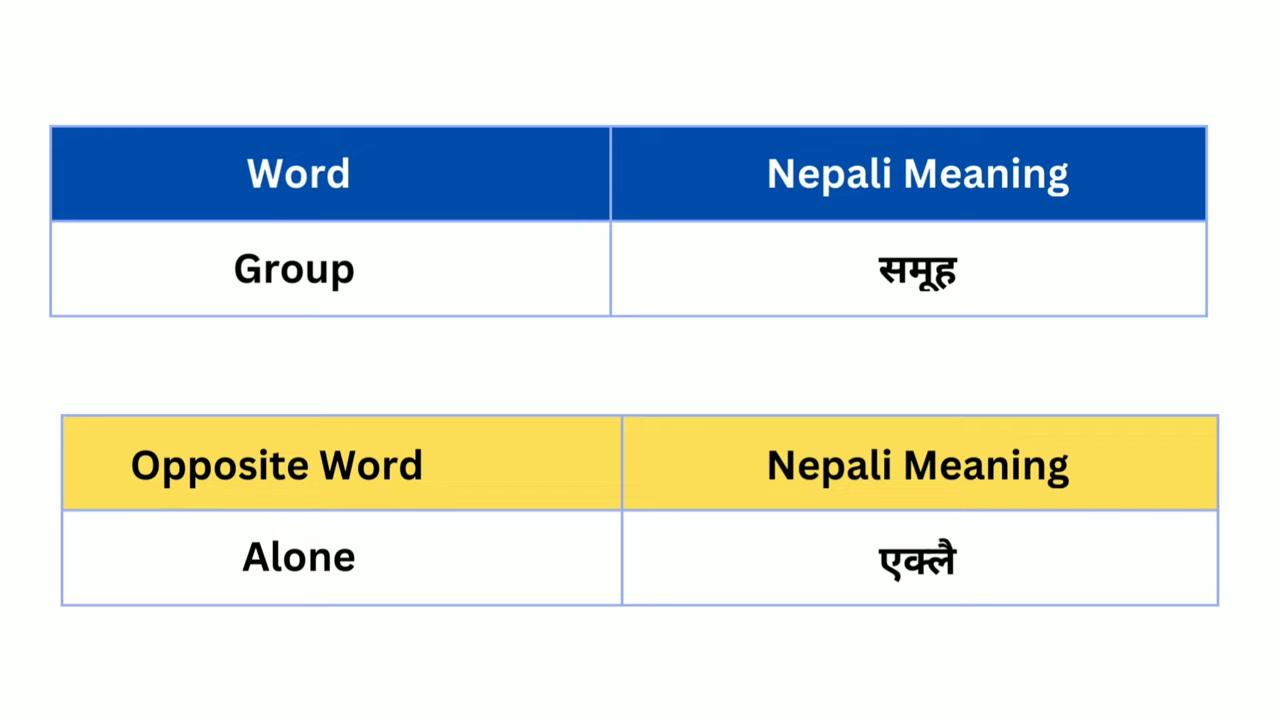 Word Nepali Meaning
Group समूह
Opposite Word Nepali Meaning
Alone एक्लै